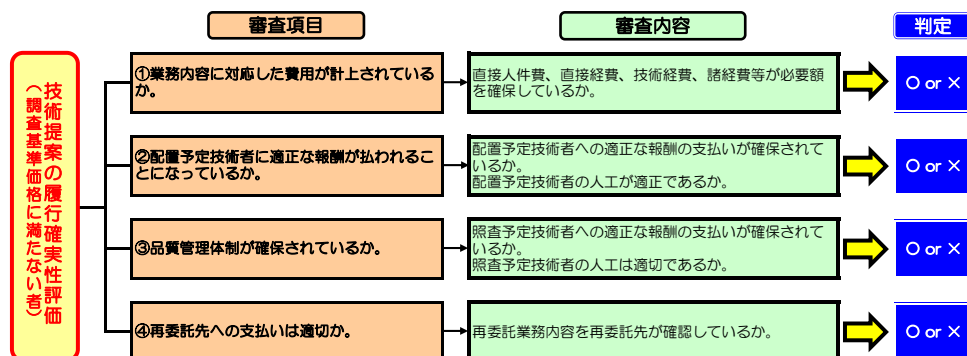 審査項目
審査内容
判定
技術提案の履行確実性評価
（調査基準価格に満たない者）
①業務内容に対応した費用が計上されている
か。
直接人件費、直接経費、技術経費、諸経費等が必要額
を確保しているか。
○ or ×
②配置予定技術者に適正な報酬が払われるこ
とになっているか。
配置予定技術者への適正な報酬の支払いが確保されて
いるか。
配置予定技術者の人工が適正であるか。
○ or ×
③品質管理体制が確保されているか。
照査予定技術者への適正な報酬の支払いが確保されて
いるか。
照査予定技術者の人工は適切であるか。
○ or ×
④再委託先への支払いは適切か。
再委託業務内容を再委託先が確認しているか。
○ or ×